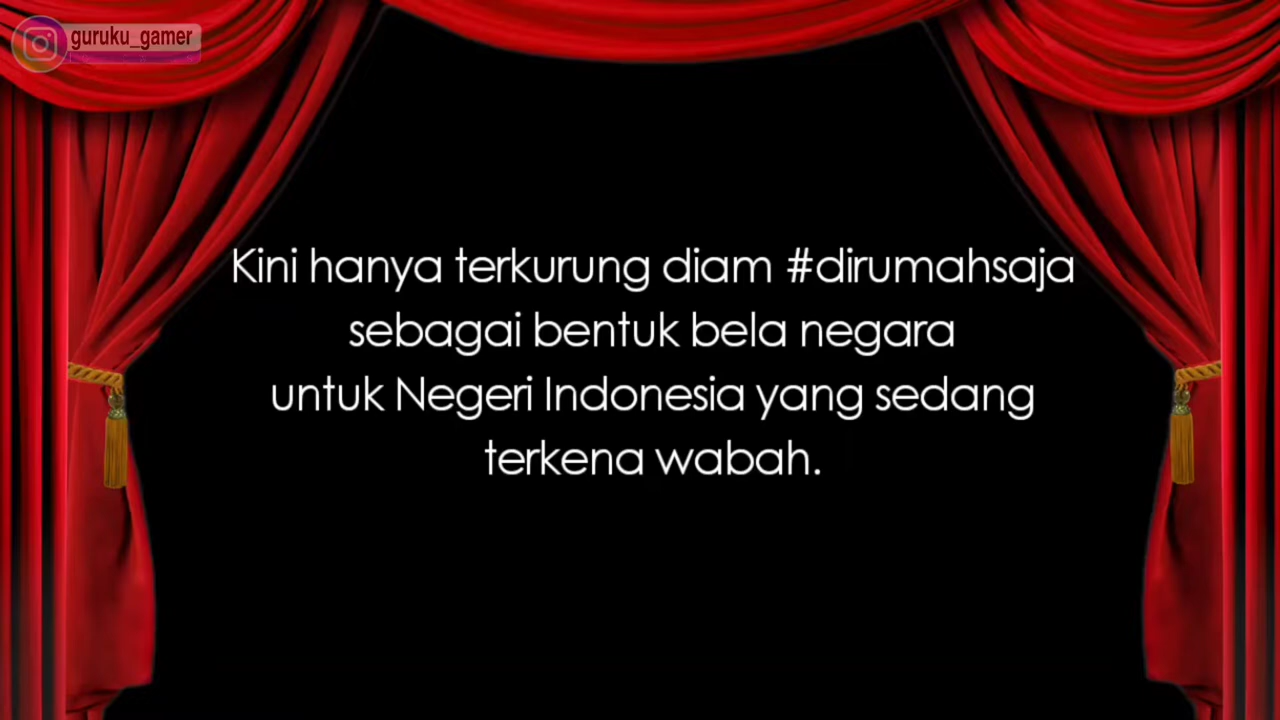 guruku_gamer
Kini hanya terkurung diam #dirumahsaja
sebagai bentuk bela negara
untuk Negeri Indonesia yang sedang
terkena wabah.